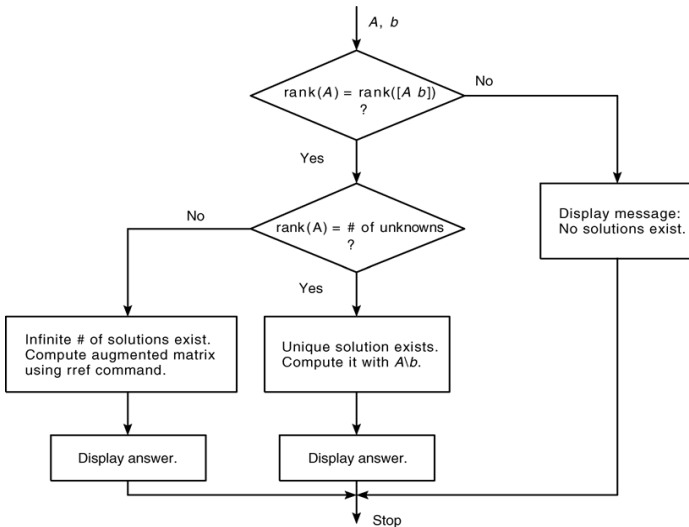 A, b
rank(A) = rank([A b])
?
No
Yes
rank(A) = # of unknowns
?
No
Yes
Display message:
No solutions exist.
Infinite # of solutions exist.
Compute augmented matrix
using rref command.
Unique solution exists.
Compute it with A\b.
Display answer.
Display answer.
Stop